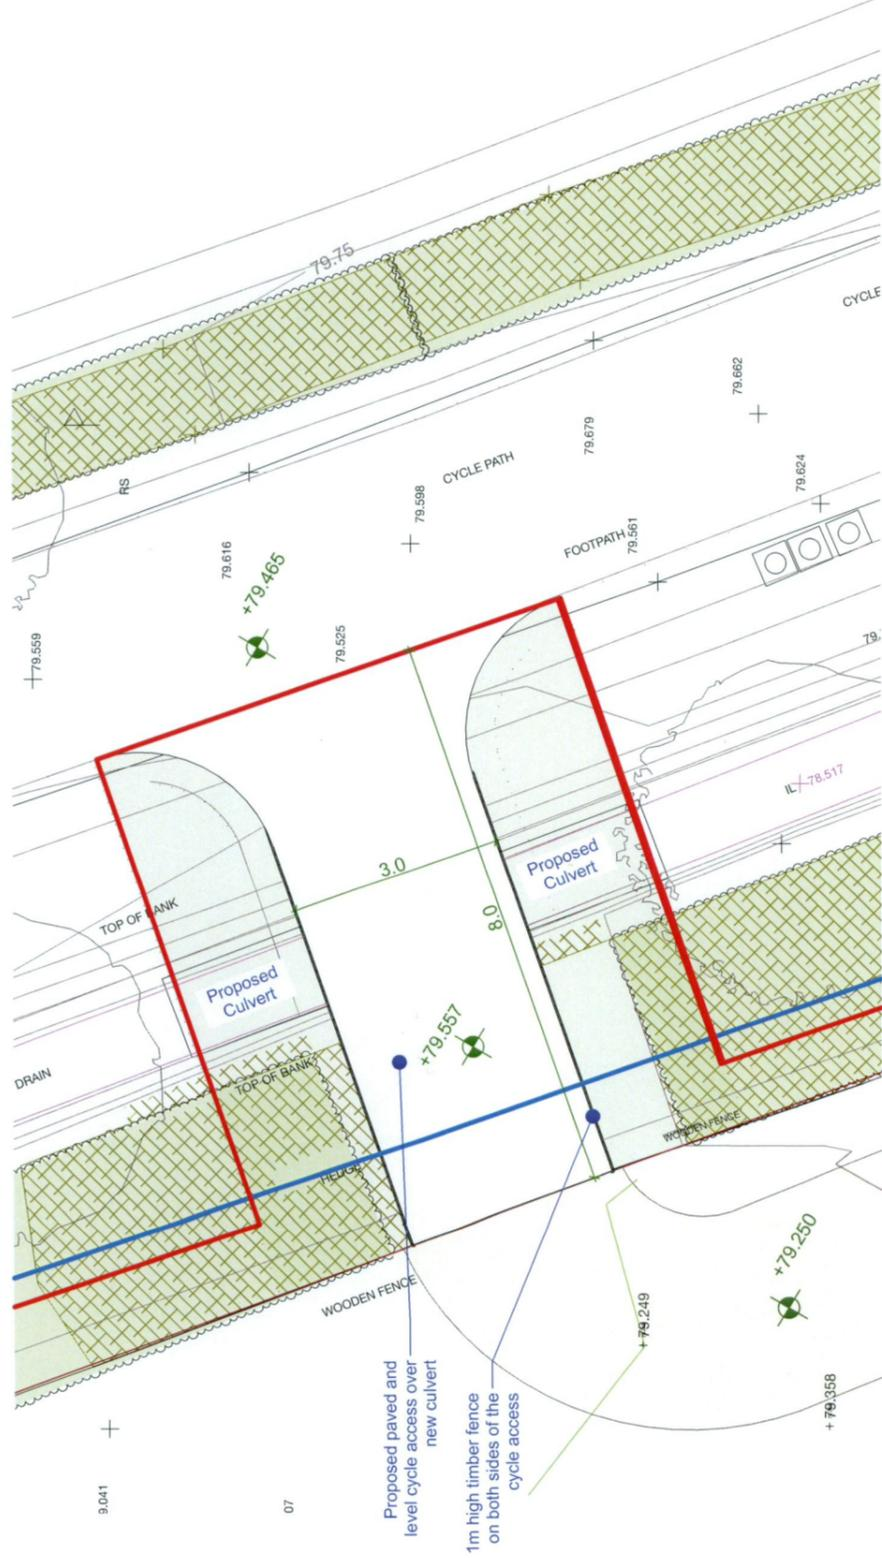 79.75
CYCLE
79.662
79.679
CYCLE PATH
RS
79.598
79.624
79.616
FOOTPATH
79.561
+79.465
79.559
79.525
79.
IL 78.517
Proposed
Culvert
3.0
TOP OF BANK
8.0
Proposed
Culvert
+79.557
DRAIN
TOP OF BANK
WOODEN FENCE
HEDGE
+79.250
WOODEN FENCE
+79.249
Proposed paved and
level cycle access over
new culvert
1m high timber fence
on both sides of the
cycle access
+79.358
9.041
07